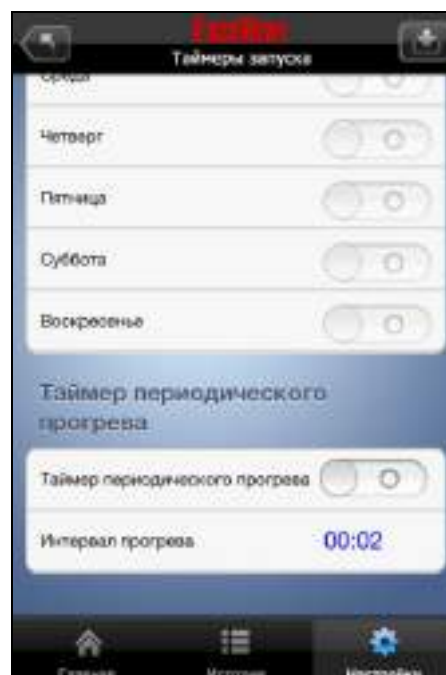 Таймеры запуска
Среда
Четверг
Пятница
Суббота
Воскресенье
Таймер периодического
прогрева
Таймер периодического прогрева
Интервал прогрева
00:02
Главная
История
Настройки